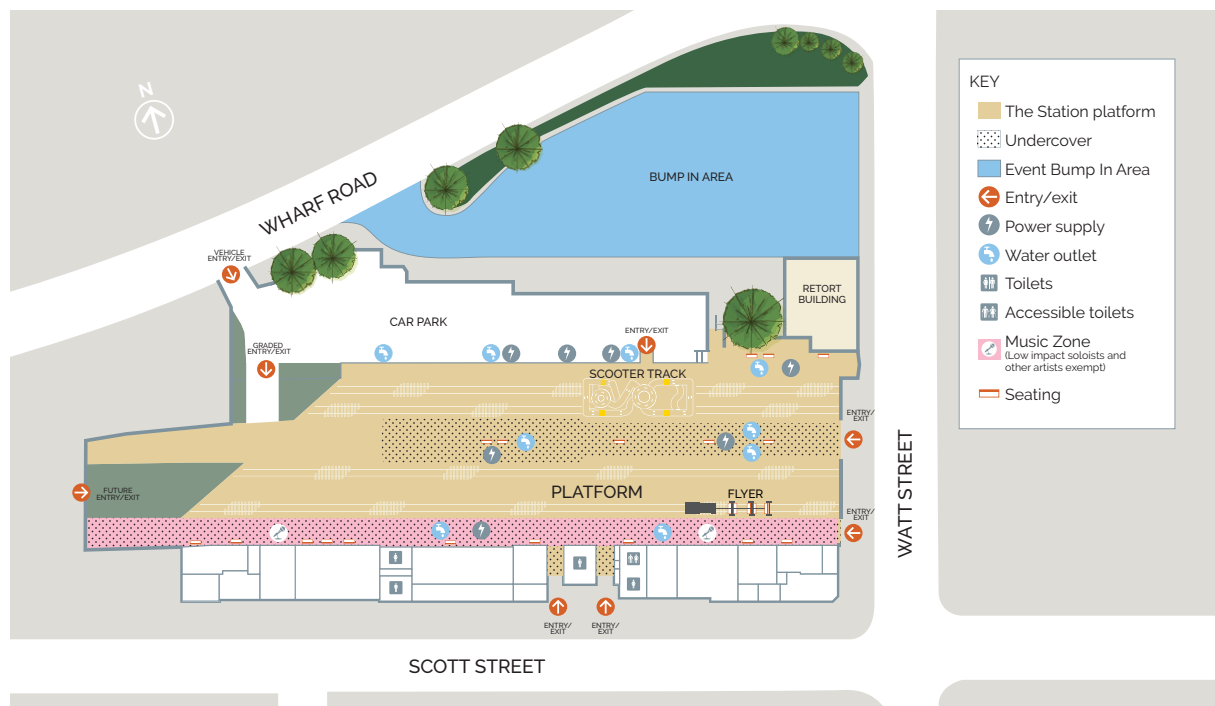 N
WHARF ROAD
BUMP IN AREA
VEHICLE
ENTRY/EXIT
RETORT
BUILDING
CAR PARK
ENTRY/EXIT
GRADED
ENTRY/EXIT
SCOOTER TRACK
ENTRY/
EXIT
WATT STREET
FUTURE
ENTRY/EXIT
PLATFORM
FLYER
ENTRY/
EXIT
ENTRY/
EXIT
ENTRY/
EXIT
SCOTT STREET
KEY
The Station platform
Undercover
Event Bump In Area
Entry/exit
Power supply
Water outlet
Toilets
Accessible toilets
Music Zone
(Low impact soloists and
other artists exempt)
Seating